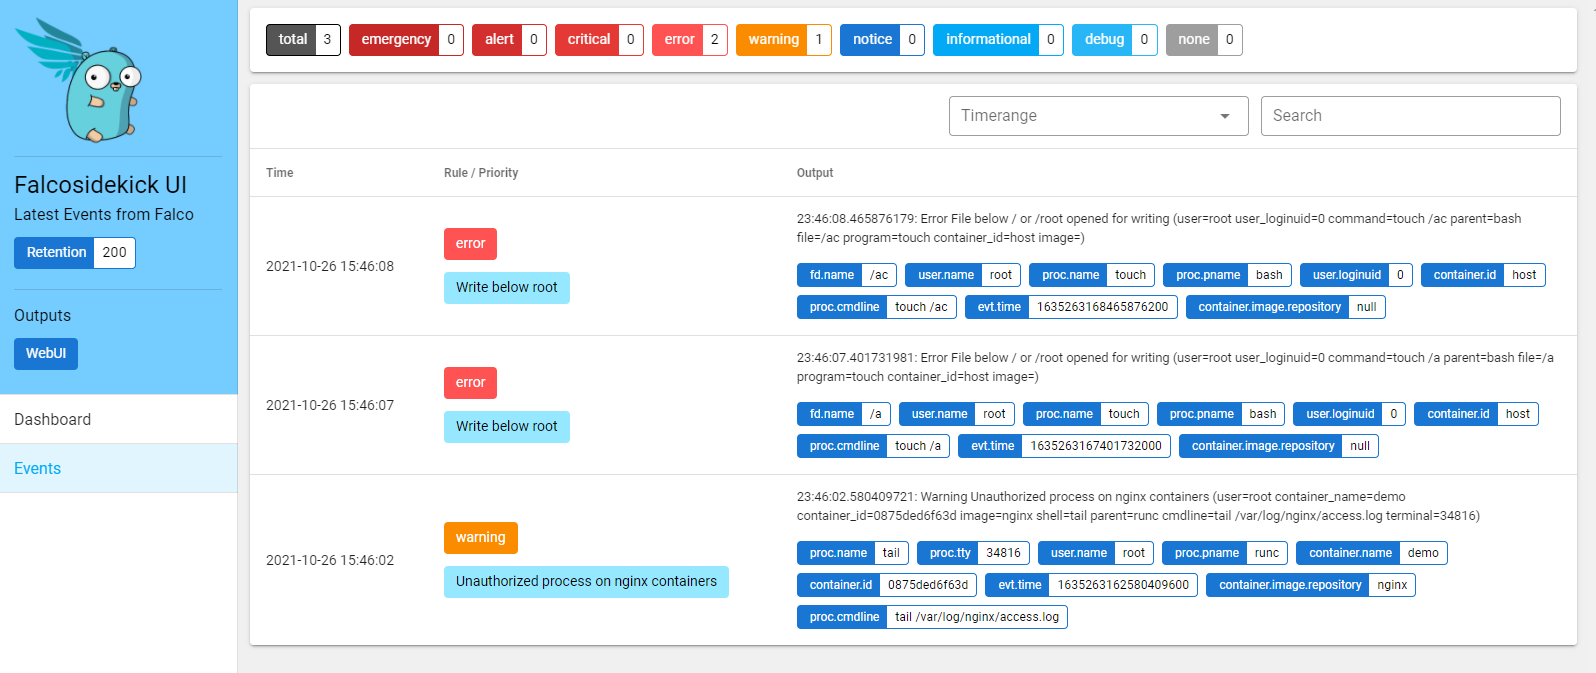 total 3 emergency 0 alert 0 critical 0 error 2 warning 1 notice 0 informational 0 debug 0 none 0
Falcosidekick UI
Latest Events from Falco
Retention 200
Outputs
WebUI
Dashboard
Events
Timerange Search
Time Rule / Priority Output
2021-10-26 15:46:08
error
Write below root
23:46:08.465876179: Error File below / or /root opened for writing (user=root user_loginuid=0 command=touch /ac parent=bash
file=/ac program=touch container_id=host image=)
fd.name /ac user.name root proc.name touch proc.pname bash user.loginuid 0 container.id host
proc.cmdline touch /ac evt.time 1635263168465876200 container.image.repository null
2021-10-26 15:46:07
error
Write below root
23:46:07.401731981: Error File below / or /root opened for writing (user=root user_loginuid=0 command=touch /a parent=bash file=/a
program=touch container_id=host image=)
fd.name /a user.name root proc.name touch proc.pname bash user.loginuid 0 container.id host
proc.cmdline touch /a evt.time 1635263167401732000 container.image.repository null
2021-10-26 15:46:02
warning
Unauthorized process on nginx containers
23:46:02.580409721: Warning Unauthorized process on nginx containers (user=root container_name=demo
container_id=0875ded6f63d image=nginx shell=tail parent=runc cmdline=tail /var/log/nginx/access.log terminal=34816)
proc.name tail proc.tty 34816 user.name root proc.pname runc container.name demo
container.id 0875ded6f63d evt.time 1635263162580409600 container.image.repository nginx
proc.cmdline tail /var/log/nginx/access.log